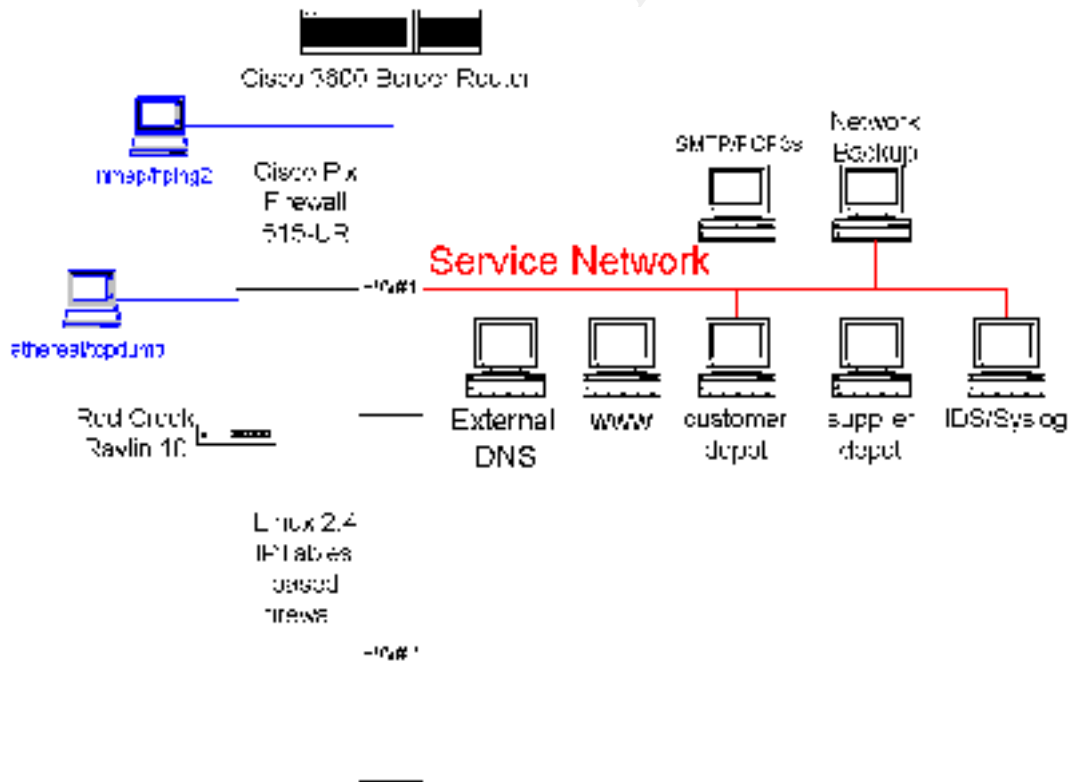 Cisco 3600 Border Router
nmap/hping2
Cisco Pix
Firewall
515-UR
SMTP/POP3s
Network
Backup
Service Network
ethereal/tcpdump
External
DNS
www
customer
depot
supplier
depot
IDS/Syslog
Red Creek
Ravlin 10
Linux 2.4
IPTables
based
firewall